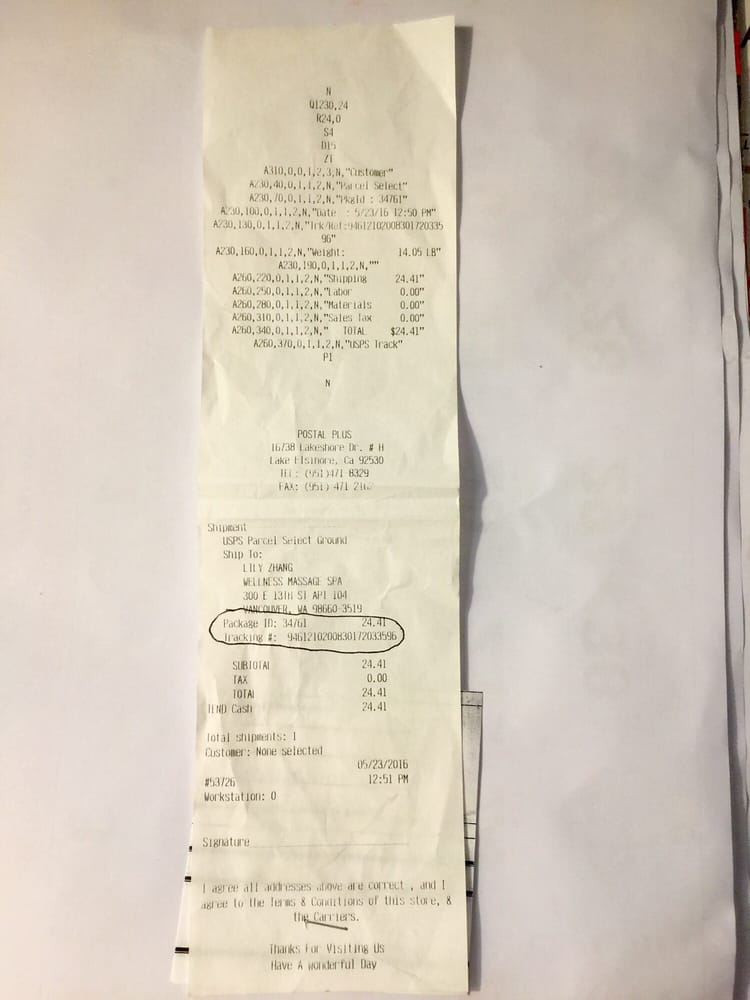 N
Q1230,24
R24,0
S4
D15
ZT
A310,0,0,1,2,3,N,"Customer"
A230,40,0,1,1,2,N,"Parcel Select"
A230,70,0,1,1,2,N,"PkgId : 34761"
A230,100,0,1,1,2,N,"Date : 5/23/16 12:50 PM"
A230,130,0,1,1,2,N,"Trk/Ref:94612102008301720335
96"
A230,160,0,1,1,2,N,"Weight: 14.05 LB"
A230,190,0,1,1,2,N,""
A260,220,0,1,1,2,N,"Shipping 24.41"
A260,250,0,1,1,2,N,"Labor 0.00"
A260,280,0,1,1,2,N,"Materials 0.00"
A260,310,0,1,1,2,N,"Sales Tax 0.00"
A260,340,0,1,1,2,N," TOTAL $24.41"
A260,370,0,1,1,2,N,"USPS Track"
P1
N
POSTAL PLUS
16738 Lakeshore Dr. # H
Lake Elsinore, Ca 92530
TEL: (951)471-8329
FAX: (951) 471
Shipment
USPS Parcel Select Ground
Ship To:
LILY ZHANG
WELLNESS MASSAGE SPA
300 E 13TH ST APT 104
VANCOUVER, WA 98660-3519
Package ID: 34761 24.41
Tracking #: 9461210200830172033596
SUBTOTAL 24.41
TAX 0.00
TOTAL 24.41
TEND Cash 24.41
Total shipments: 1
Customer: None selected
05/23/2016
#53726 12:51 PM
Workstation: 0
Signature
I agree all addresses above are correct , and I
agree to the Terms & Conditions of this store, &
the Carriers.
Thanks For Visiting Us
Have A Wonderful Day